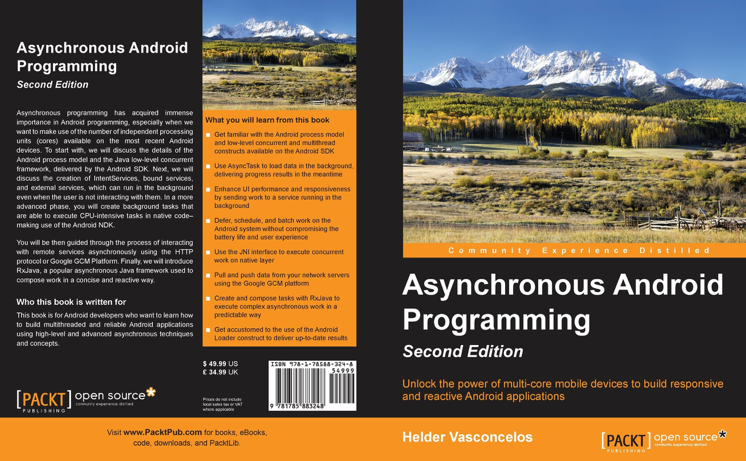 Asynchronous Android
Programming
Second Edition
Asynchronous programming has acquired immense
importance in Android programming, especially when we
want to make use of the number of independent processing
units (cores) available on the most recent Android
devices. To start with, we will discuss the details of the
Android process model and the Java low-level concurrent
framework, delivered by the Android SDK. Next, we will
discuss the creation of IntentServices, bound services,
and external services, which can run in the background
even when the user is not interacting with them. In a more
advanced phase, you will create background tasks that
are able to execute CPU-intensive tasks in native code–
making use of the Android NDK.
You will be then guided through the process of interacting
with remote services asynchronously using the HTTP
protocol or Google GCM Platform. Finally, we will introduce
RxJava, a popular asynchronous Java framework used to
compose work in a concise and reactive way.
Who this book is written for
This book is for Android developers who want to learn how
to build multithreaded and reliable Android applications
using high-level and advanced asynchronous techniques
and concepts.
[PACKT]
PUBLISHING
open source*
community experience distilled
What you will learn from this book
Get familiar with the Android process model
and low-level concurrent and multithread
constructs available on the Android SDK
Use AsyncTask to load data in the background,
delivering progress results in the meantime
Enhance UI performance and responsiveness
by sending work to a service running in the
background
Defer, schedule, and batch work on the
Android system without compromising the
battery life and user experience
Use the JNI interface to execute concurrent
work on native layer
Pull and push data from your network servers
using the Google GCM platform
Create and compose tasks with RxJava to
execute complex asynchronous work in a
predictable way
Get accustomed to the use of the Android
Loader construct to deliver up-to-date results
$ 49.99 US
£ 34.99 UK
Prices do not include
local sales tax or VAT
where applicable
ISBN 978-1-78588-324-8
54999
9 781785 883248
Visit www.PacktPub.com for books, eBooks,
code, downloads, and PacktLib.
Community Experience Distilled
Asynchronous Android
Programming
Second Edition
Unlock the power of multi-core mobile devices to build responsive
and reactive Android applications
Helder Vasconcelos
[PACKT]
PUBLISHING
open source*
community experience distilled